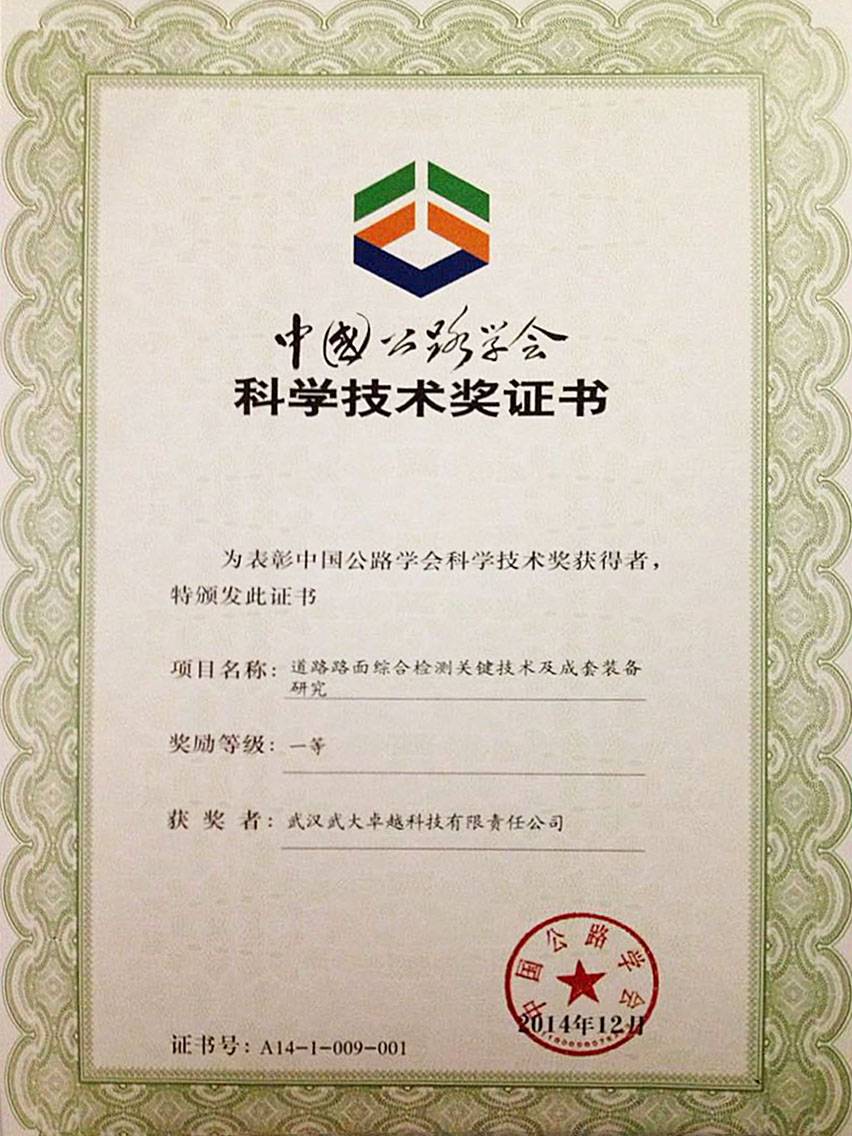 中國公路学会
科学技术奖证书
为表彰中国公路学会科学技术奖获得者，
特颁发此证书
项目名称：道路路面综合检测关键技术及成套装备
研究
奖励等级：一等
获奖者：武汉武大卓越科技有限责任公司
中国公路学会
2014年12月
证书号：A14-1-009-001